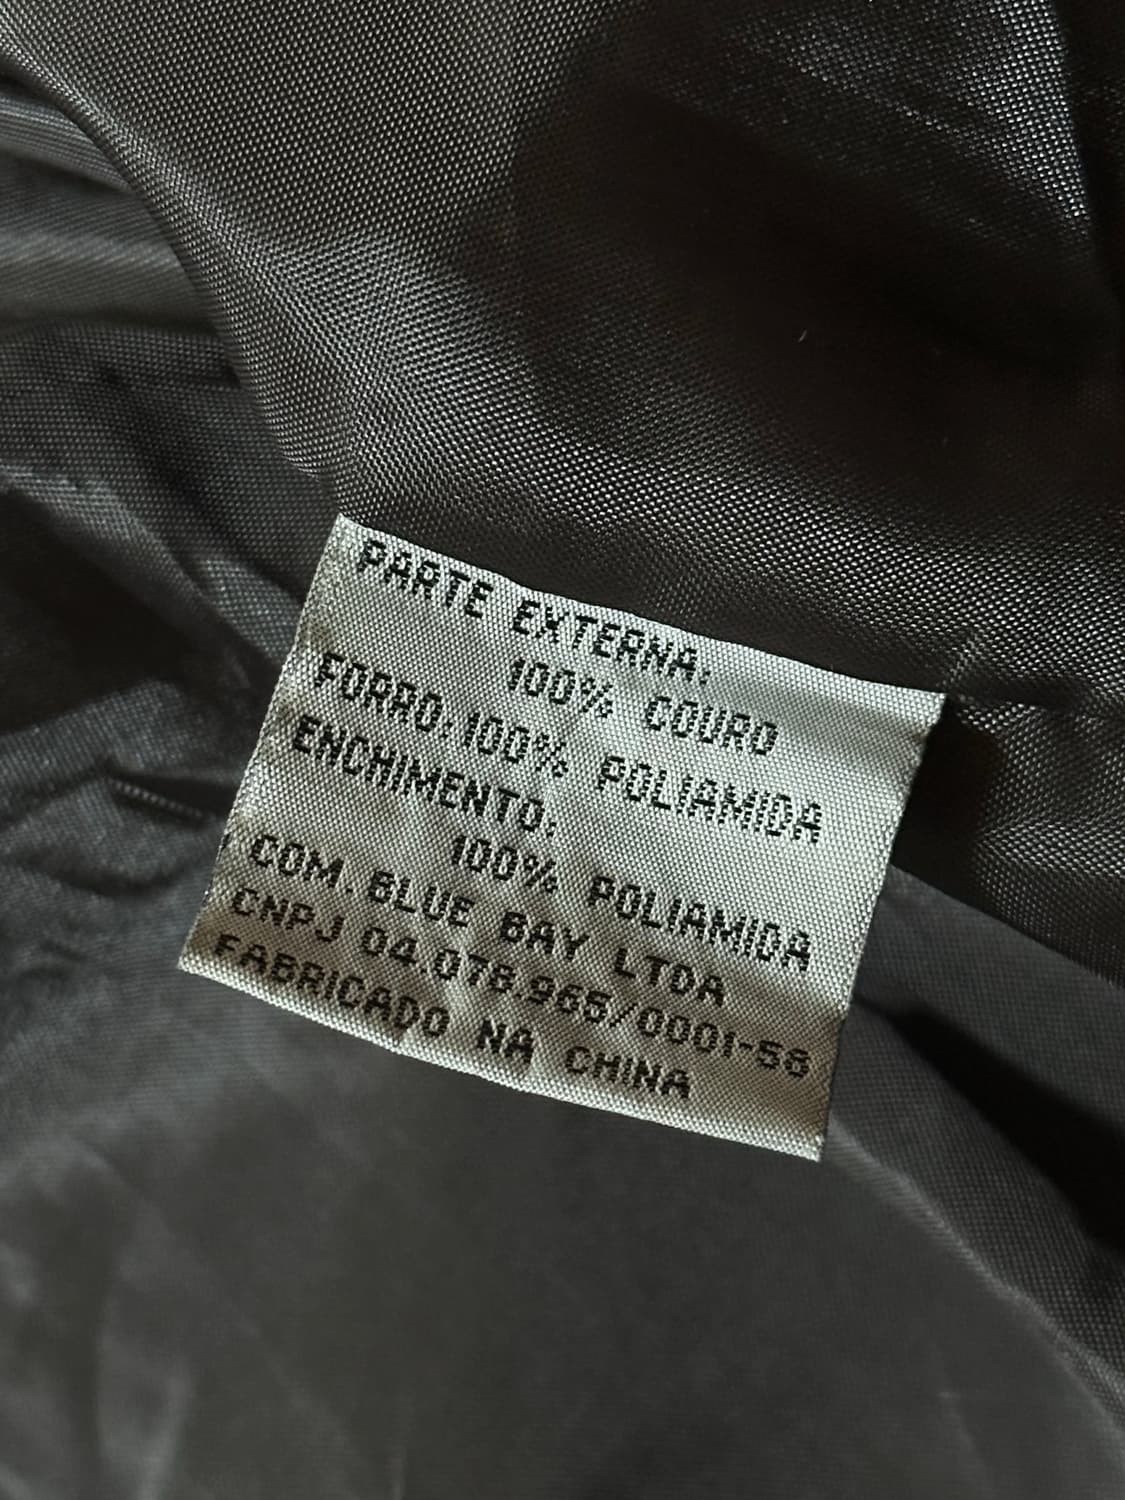 PARTE EXTERNA:
100% COURO
FORRO: 100% POLIAMIDA
ENCHIMENTO:
100% POLIAMIDA
COM. BLUE BAY LTDA
CNPJ 04.078.965/0001-58
FABRICADO NA CHINA